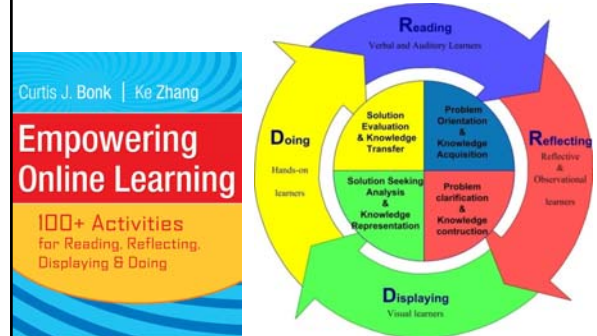 Curtis J. Bonk | Ke Zhang
Empowering
Online Learning
100+ Activities
for Reading, Reflecting,
Displaying & Doing
Reading
Verbal and Auditory Learners
Reflecting
Reflective &
Observational
learners
Displaying
Visual learners
Doing
Hands-on
learners
Solution
Evaluation
& Knowledge
Transfer
Problem
Orientation
&
Knowledge
Acquisition
Solution Seeking
Analysis
&
Knowledge
Representation
Problem
clarification
&
Knowledge
contruction